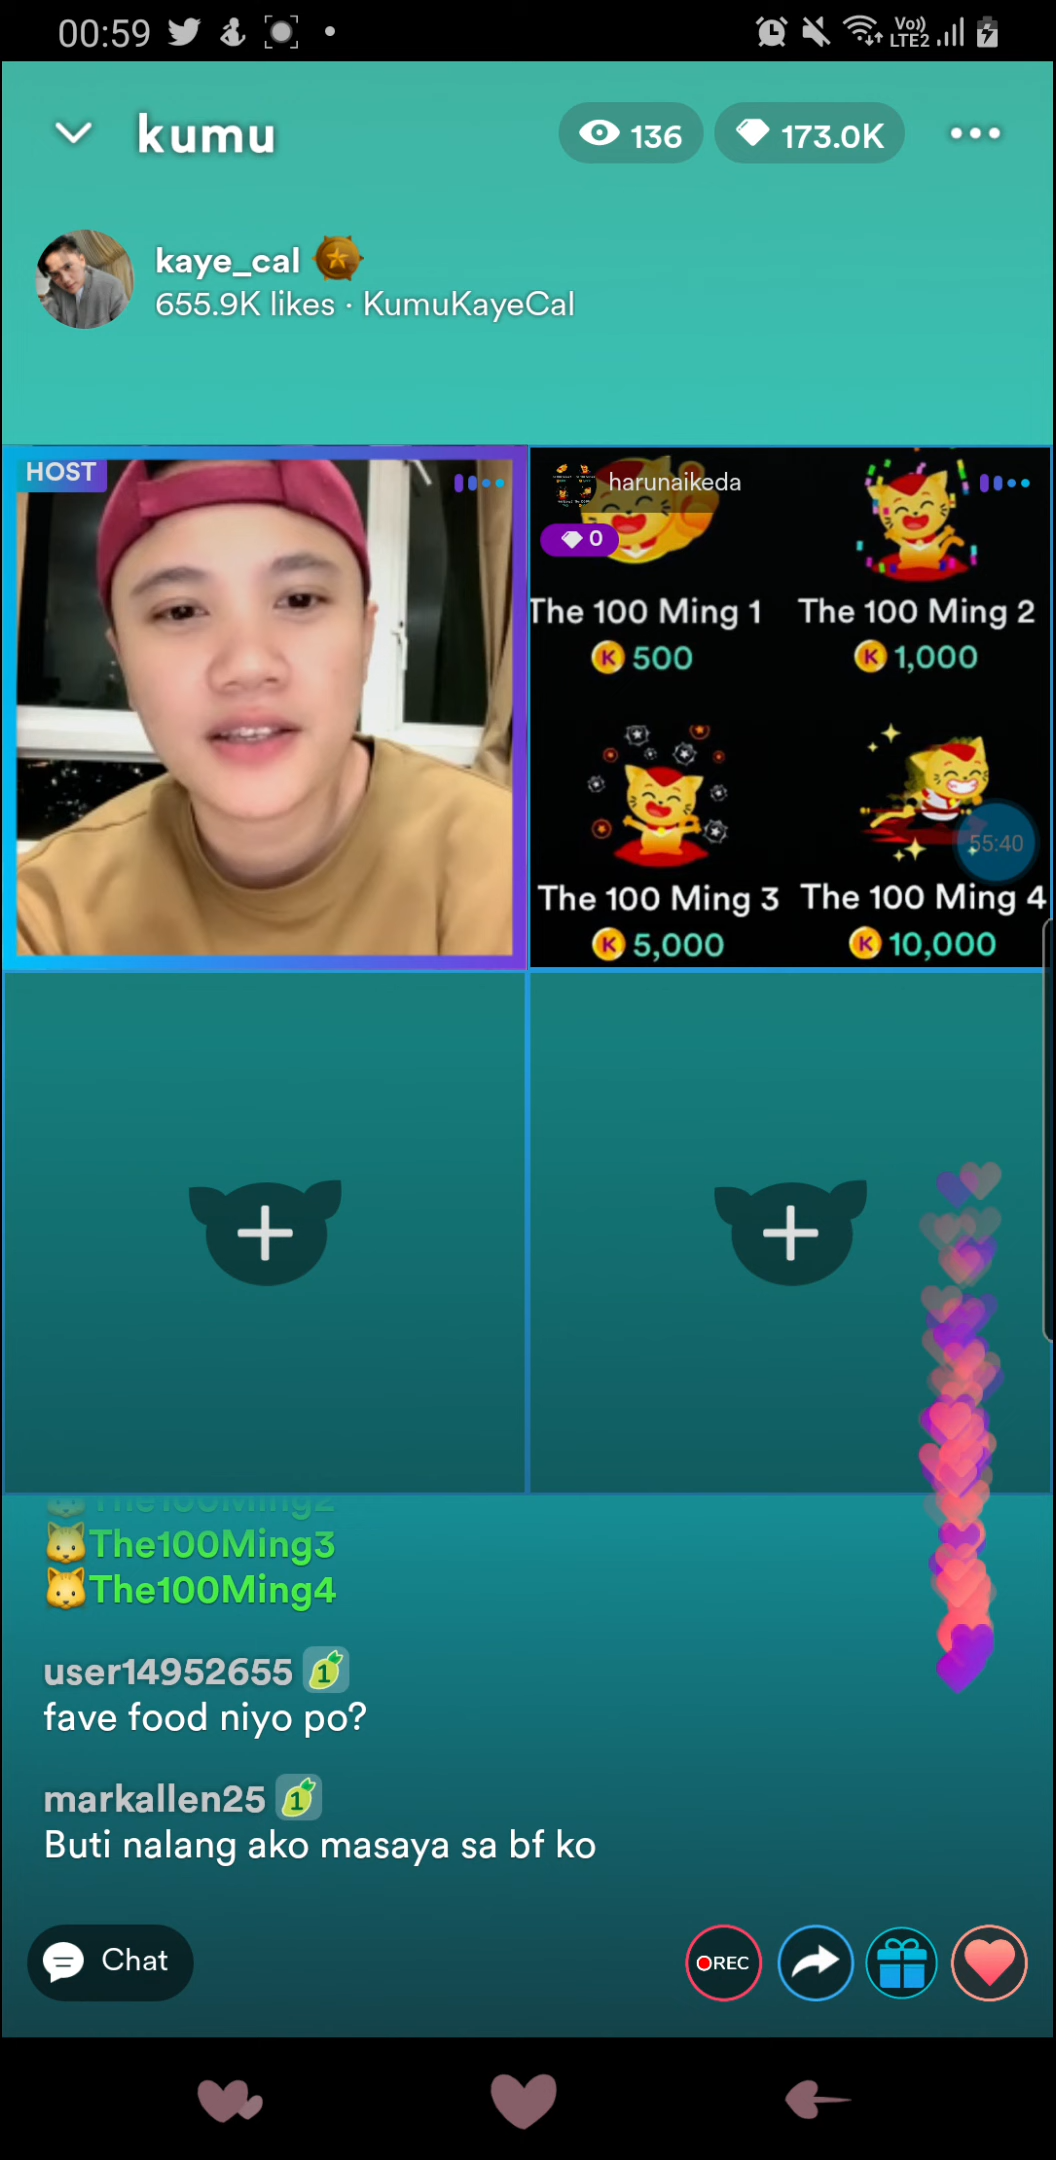 00:59
Vo)) LTE2
kumu
136
173.0K
kaye_cal
655.9K likes · KumuKayeCal
HOST
harunaikeda
0
The 100 Ming 1
K 500
The 100 Ming 2
K 1,000
The 100 Ming 3
K 5,000
The 100 Ming 4
K 10,000
55:40
The100Ming2
The100Ming3
The100Ming4
user14952655 1
fave food niyo po?
markallen25 1
Buti nalang ako masaya sa bf ko
Chat
REC